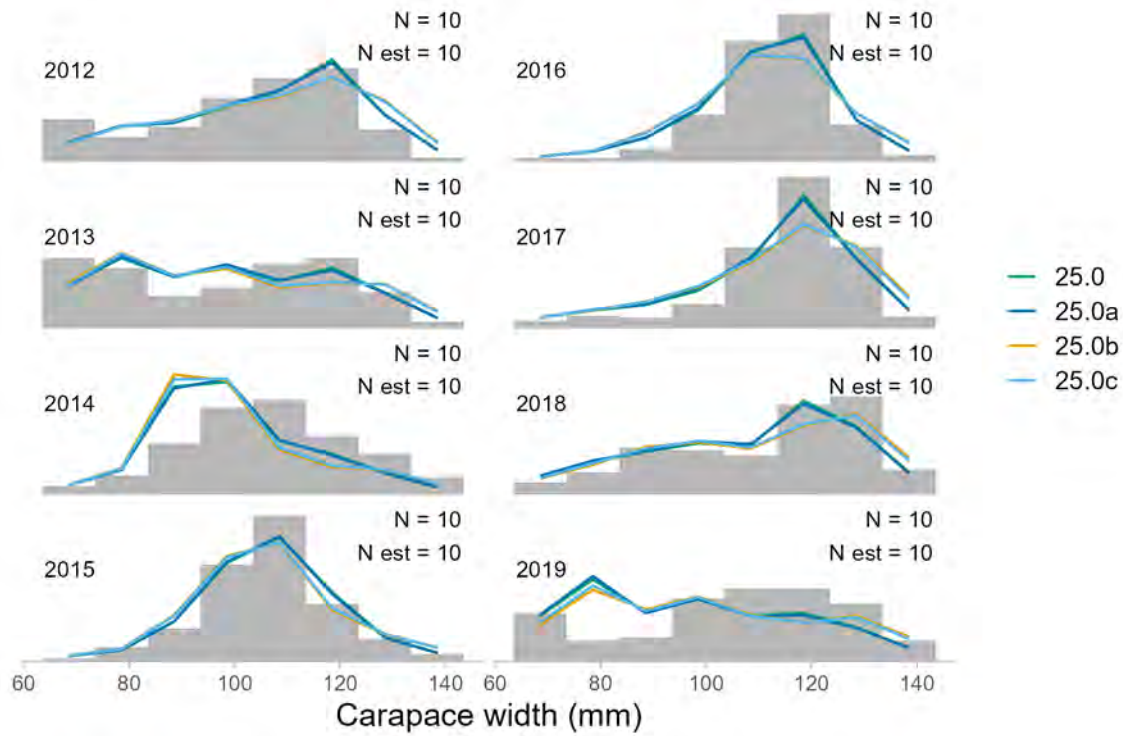 N = 10
N est = 10
2012
N = 10
N est = 10
2016
N = 10
N est = 10
2013
N = 10
N est = 10
2017
N = 10
N est = 10
2014
N = 10
N est = 10
2018
N = 10
N est = 10
2015
N = 10
N est = 10
2019
25.0
25.0a
25.0b
25.0c
60 80 100 120 140 60 80 100 120 140
Carapace width (mm)